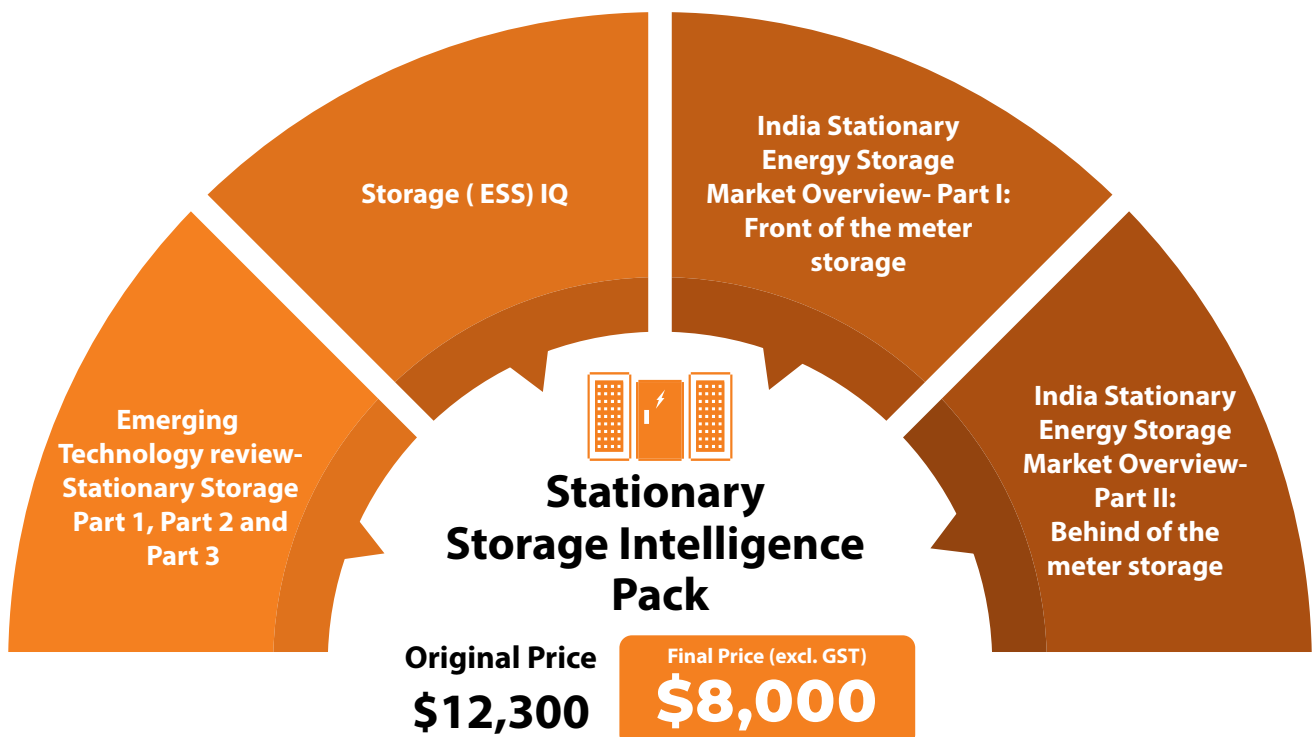 Emerging
Technology review-
Stationary Storage
Part 1, Part 2 and
Part 3
Storage ( ESS) IQ
India Stationary
Energy Storage
Market Overview- Part I:
Front of the meter
storage
India Stationary
Energy Storage
Market Overview-
Part II:
Behind of the
meter storage
Stationary
Storage Intelligence
Pack
Original Price
$12,300
Final Price (excl. GST)
$8,000